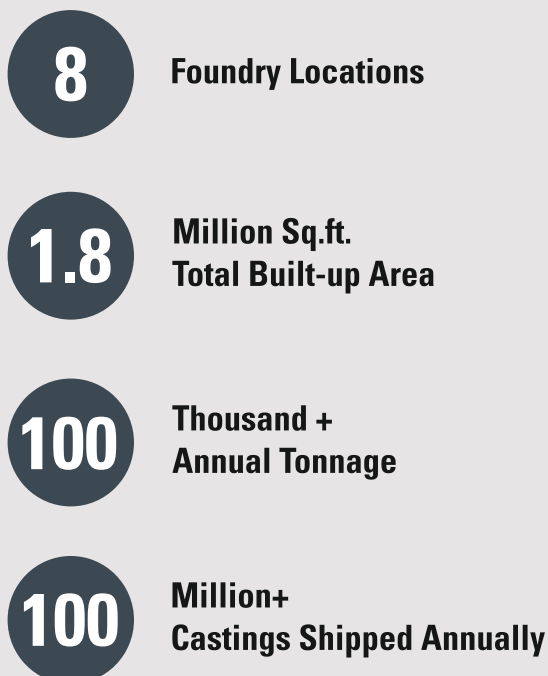 8
Foundry Locations
1.8
Million Sq.ft.
Total Built-up Area
100
Thousand +
Annual Tonnage
100
Million+
Castings Shipped Annually